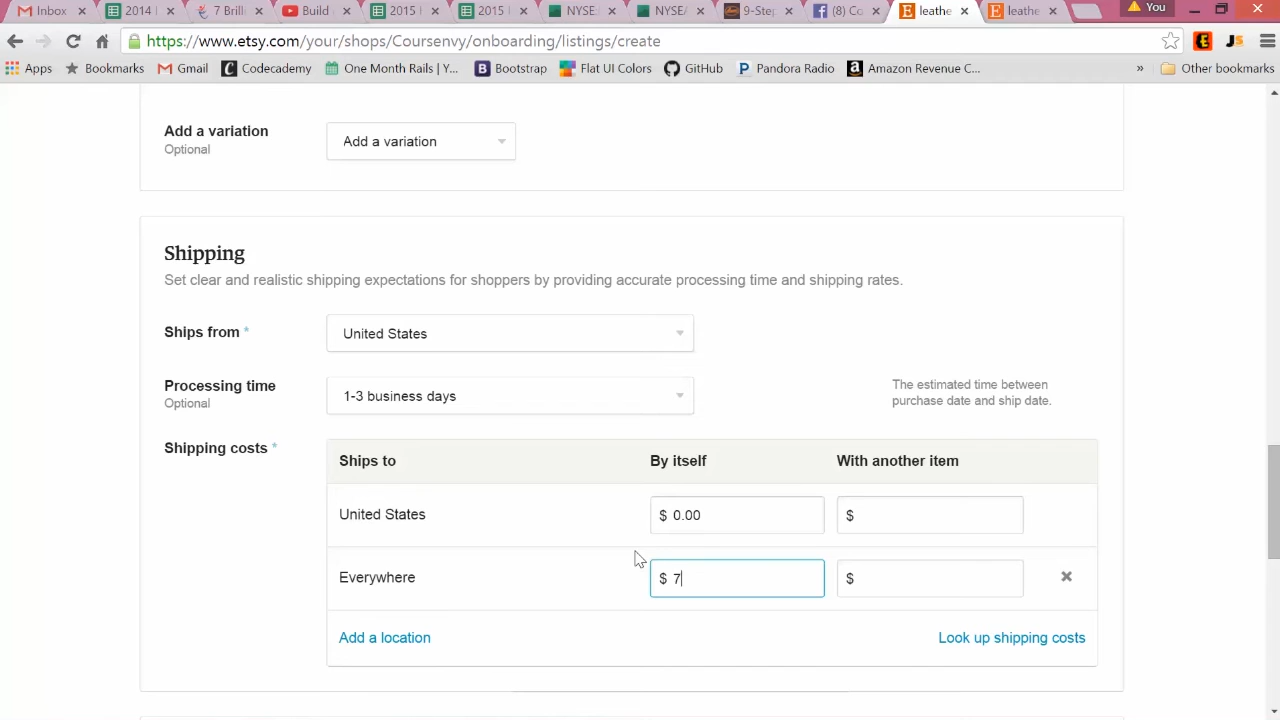 Inbox 2014 | 7 Brill Build 2015 | 2015 | NYSE: NYSE/ 9-Step (8) Co leathe leathe You
https://www.etsy.com/your/shops/Coursenvy/onboarding/listings/create
Apps Bookmarks Gmail Codecademy One Month Rails | Y... Bootstrap Flat UI Colors GitHub Pandora Radio Amazon Revenue C... » Other bookmarks
Add a variation
Optional
Add a variation
Shipping
Set clear and realistic shipping expectations for shoppers by providing accurate processing time and shipping rates.
Ships from *
United States
Processing time
Optional
1-3 business days
The estimated time between
purchase date and ship date.
Shipping costs *
Ships to By itself With another item
United States $ 0.00 $
Everywhere $ 7 $
Add a location Look up shipping costs